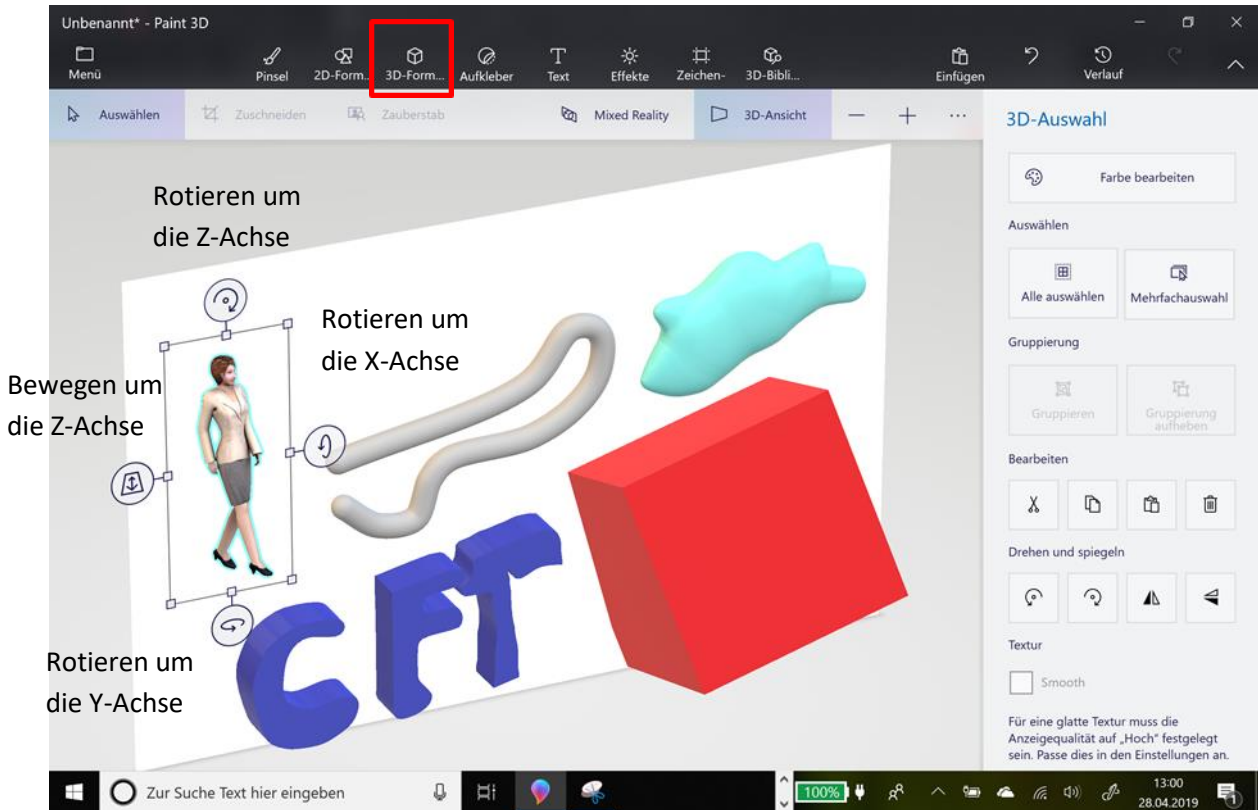 Unbenannt* - Paint 3D
Menü
Pinsel
2D-Form...
3D-Form...
Aufkleber
Text
Effekte
Zeichen-
3D-Bibli...
Einfügen
Verlauf
Auswählen
Zuschneiden
Zauberstab
Mixed Reality
3D-Ansicht
Rotieren um
die Z-Achse
Rotieren um
die X-Achse
Bewegen um
die Z-Achse
Rotieren um
die Y-Achse
CFT
3D-Auswahl
Farbe bearbeiten
Auswählen
Alle auswählen
Mehrfachauswahl
Gruppierung
Gruppieren
Gruppierung
aufheben
Bearbeiten
Drehen und spiegeln
Textur
Smooth
Für eine glatte Textur muss die
Anzeigequalität auf „Hoch" festgelegt
sein. Passe dies in den Einstellungen an.
Zur Suche Text hier eingeben
100%
13:00
28.04.2019
1